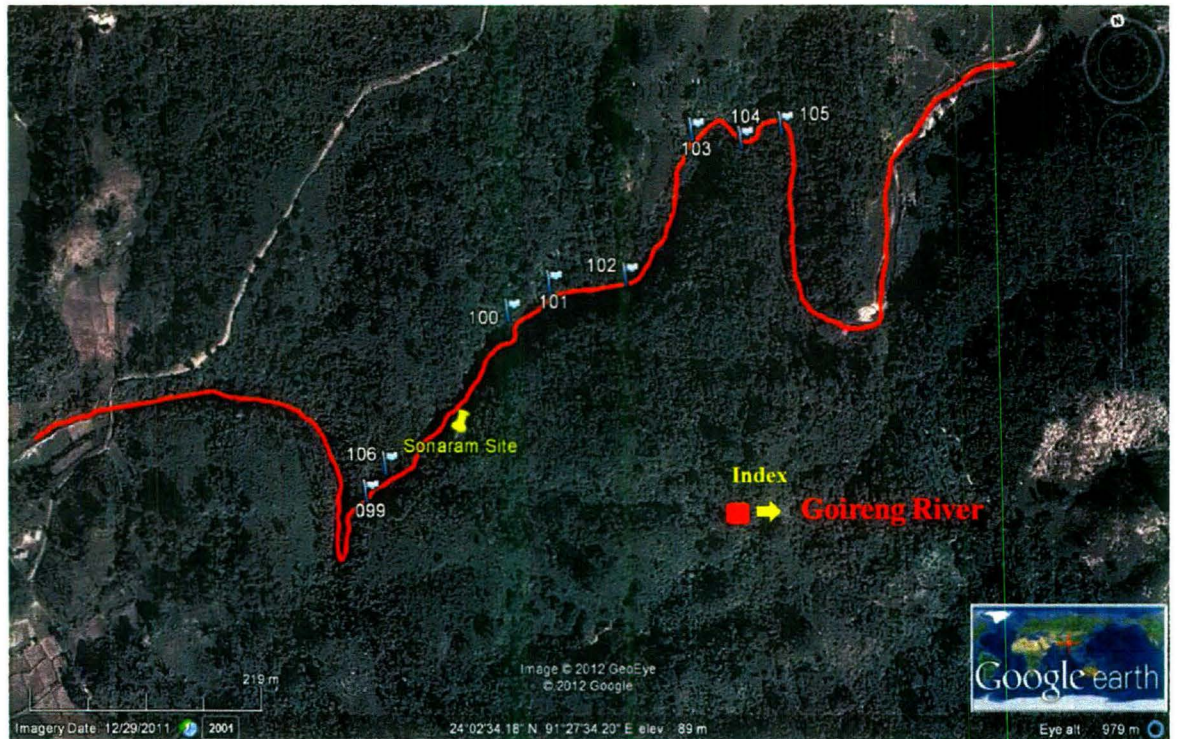 N
104
105
103
102
101
100
Sonaram Site
106
099
Index
Goireng River
Image © 2012 GeoEye
© 2012 Google
219 m
Google earth
Imagery Date: 12/29/2011
2001
24°02'34.18" N 91°27'34.20" E elev 89 m
Eye alt 979 m